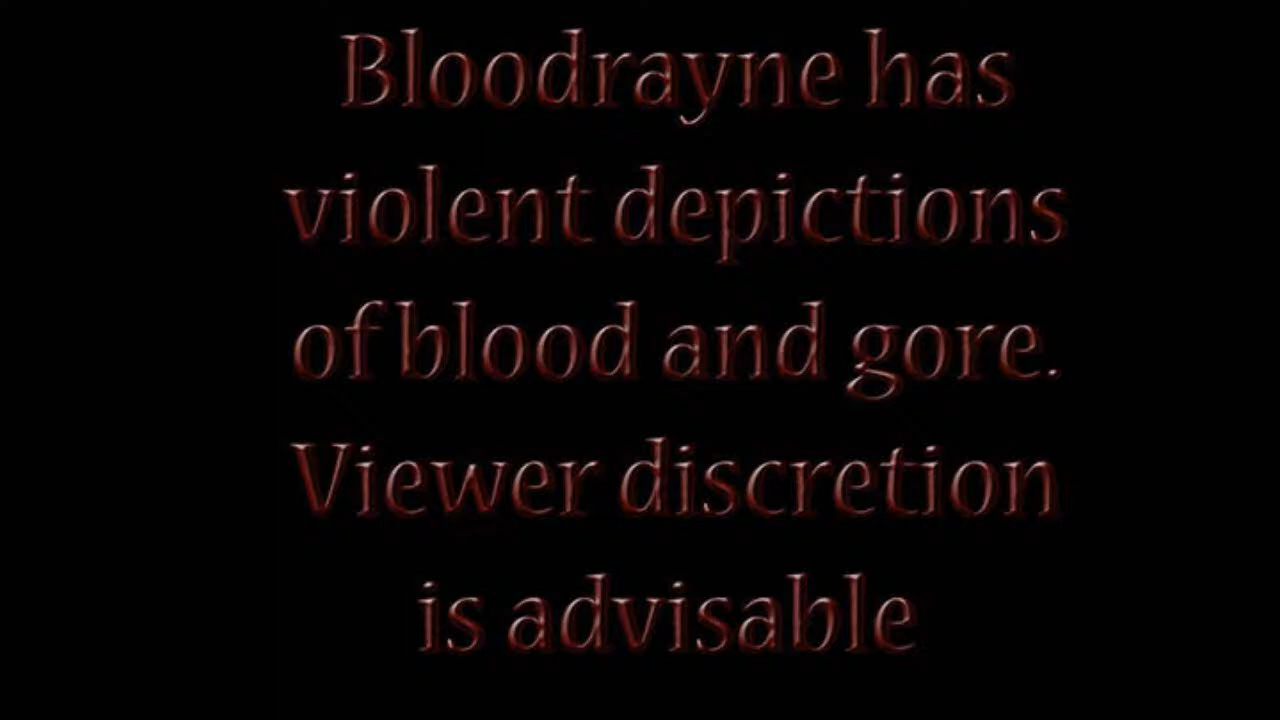 Bloodrayne has
violent depictions
of blood and gore.
Viewer discretion
is advisable